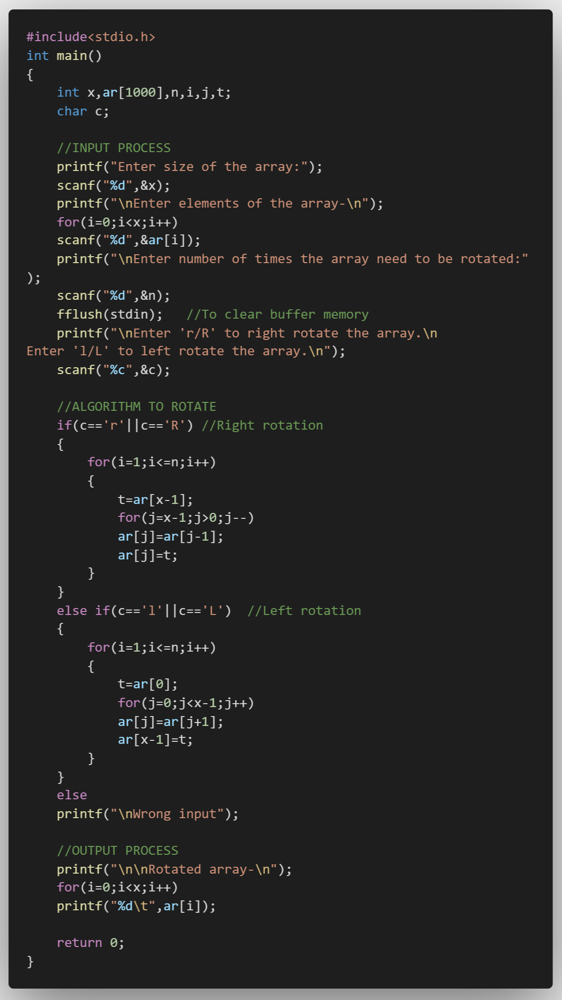 #include<stdio.h>
int main()
{
    int x,ar[1000],n,i,j,t;
    char c;

    //INPUT PROCESS
    printf("Enter size of the array:");
    scanf("%d",&x);
    printf("\nEnter elements of the array-\n");
    for(i=0;i<x;i++)
    scanf("%d",&ar[i]);
    printf("\nEnter number of times the array need to be rotated:"
);
    scanf("%d",&n);
    fflush(stdin);   //To clear buffer memory
    printf("\nEnter 'r/R' to right rotate the array.\n
Enter 'l/L' to left rotate the array.\n");
    scanf("%c",&c);

    //ALGORITHM TO ROTATE
    if(c=='r'||c=='R') //Right rotation
    {
        for(i=1;i<=n;i++)
        {
            t=ar[x-1];
            for(j=x-1;j>0;j--)
            ar[j]=ar[j-1];
            ar[j]=t;
        }
    }
    else if(c=='l'||c=='L')  //Left rotation
    {
        for(i=1;i<=n;i++)
        {
            t=ar[0];
            for(j=0;j<x-1;j++)
            ar[j]=ar[j+1];
            ar[x-1]=t;
        }
    }
    else
    printf("\nWrong input");

    //OUTPUT PROCESS
    printf("\n\nRotated array-\n");
    for(i=0;i<x;i++)
    printf("%d\t",ar[i]);

    return 0;
}